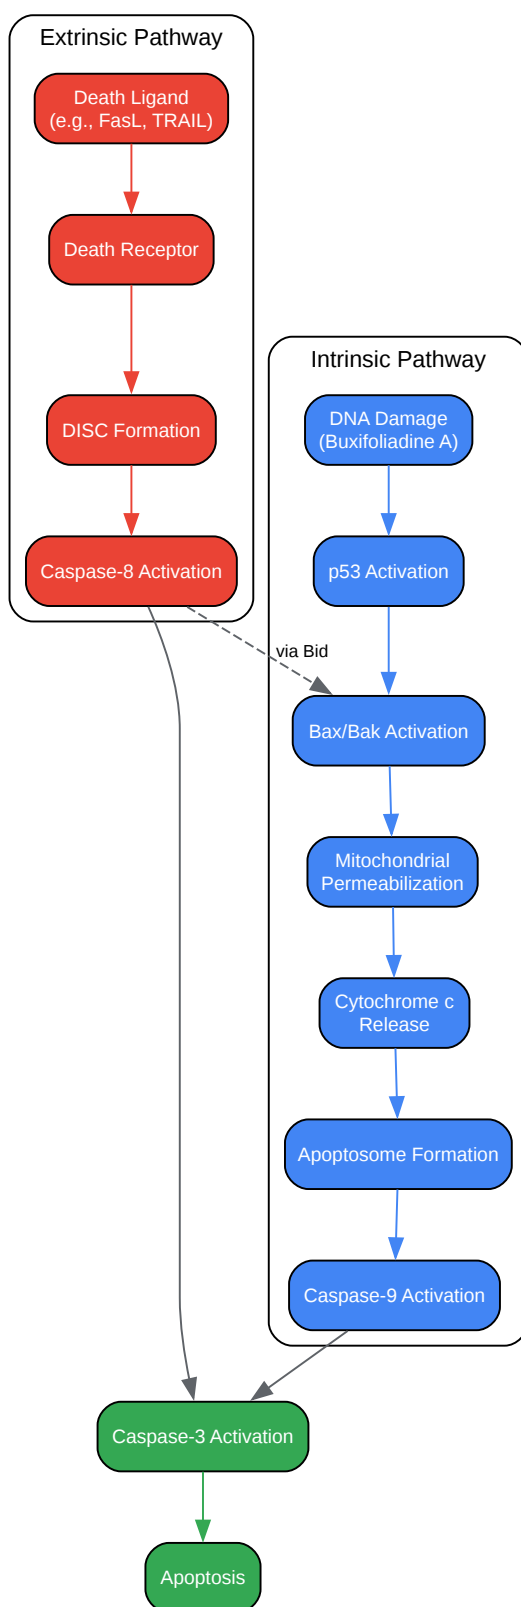 Extrinsic Pathway
Death Ligand
(e.g., FasL, TRAIL)
Death Receptor
DISC Formation
Caspase-8 Activation
Intrinsic Pathway
DNA Damage
(Buxifoliadine A)
p53 Activation
via Bid
Bax/Bak Activation
Mitochondrial
Permeabilization
Cytochrome c
Release
Apoptosome Formation
Caspase-9 Activation
Caspase-3 Activation
Apoptosis